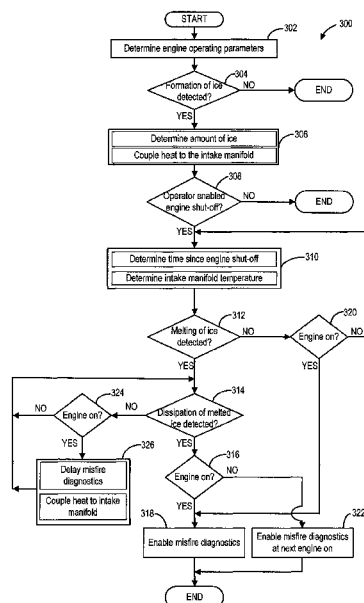 START
300
302
Determine engine operating parameters
304
Formation of ice
detected?
NO
END
YES
306
Determine amount of ice
Couple heat to the intake manifold
308
Operator enabled
engine shut-off?
NO
END
YES
310
Determine time since engine shut-off
Determine intake manifold temperature
312
Melting of ice
detected?
NO
320
Engine on?
NO
YES
YES
314
Dissipation of melted
ice detected?
NO
324
Engine on?
NO
YES
326
Delay misfire
diagnostics
Couple heat to intake
manifold
YES
316
Engine on?
NO
YES
318
Enable misfire diagnostics
Enable misfire diagnostics
at next engine on
322
END